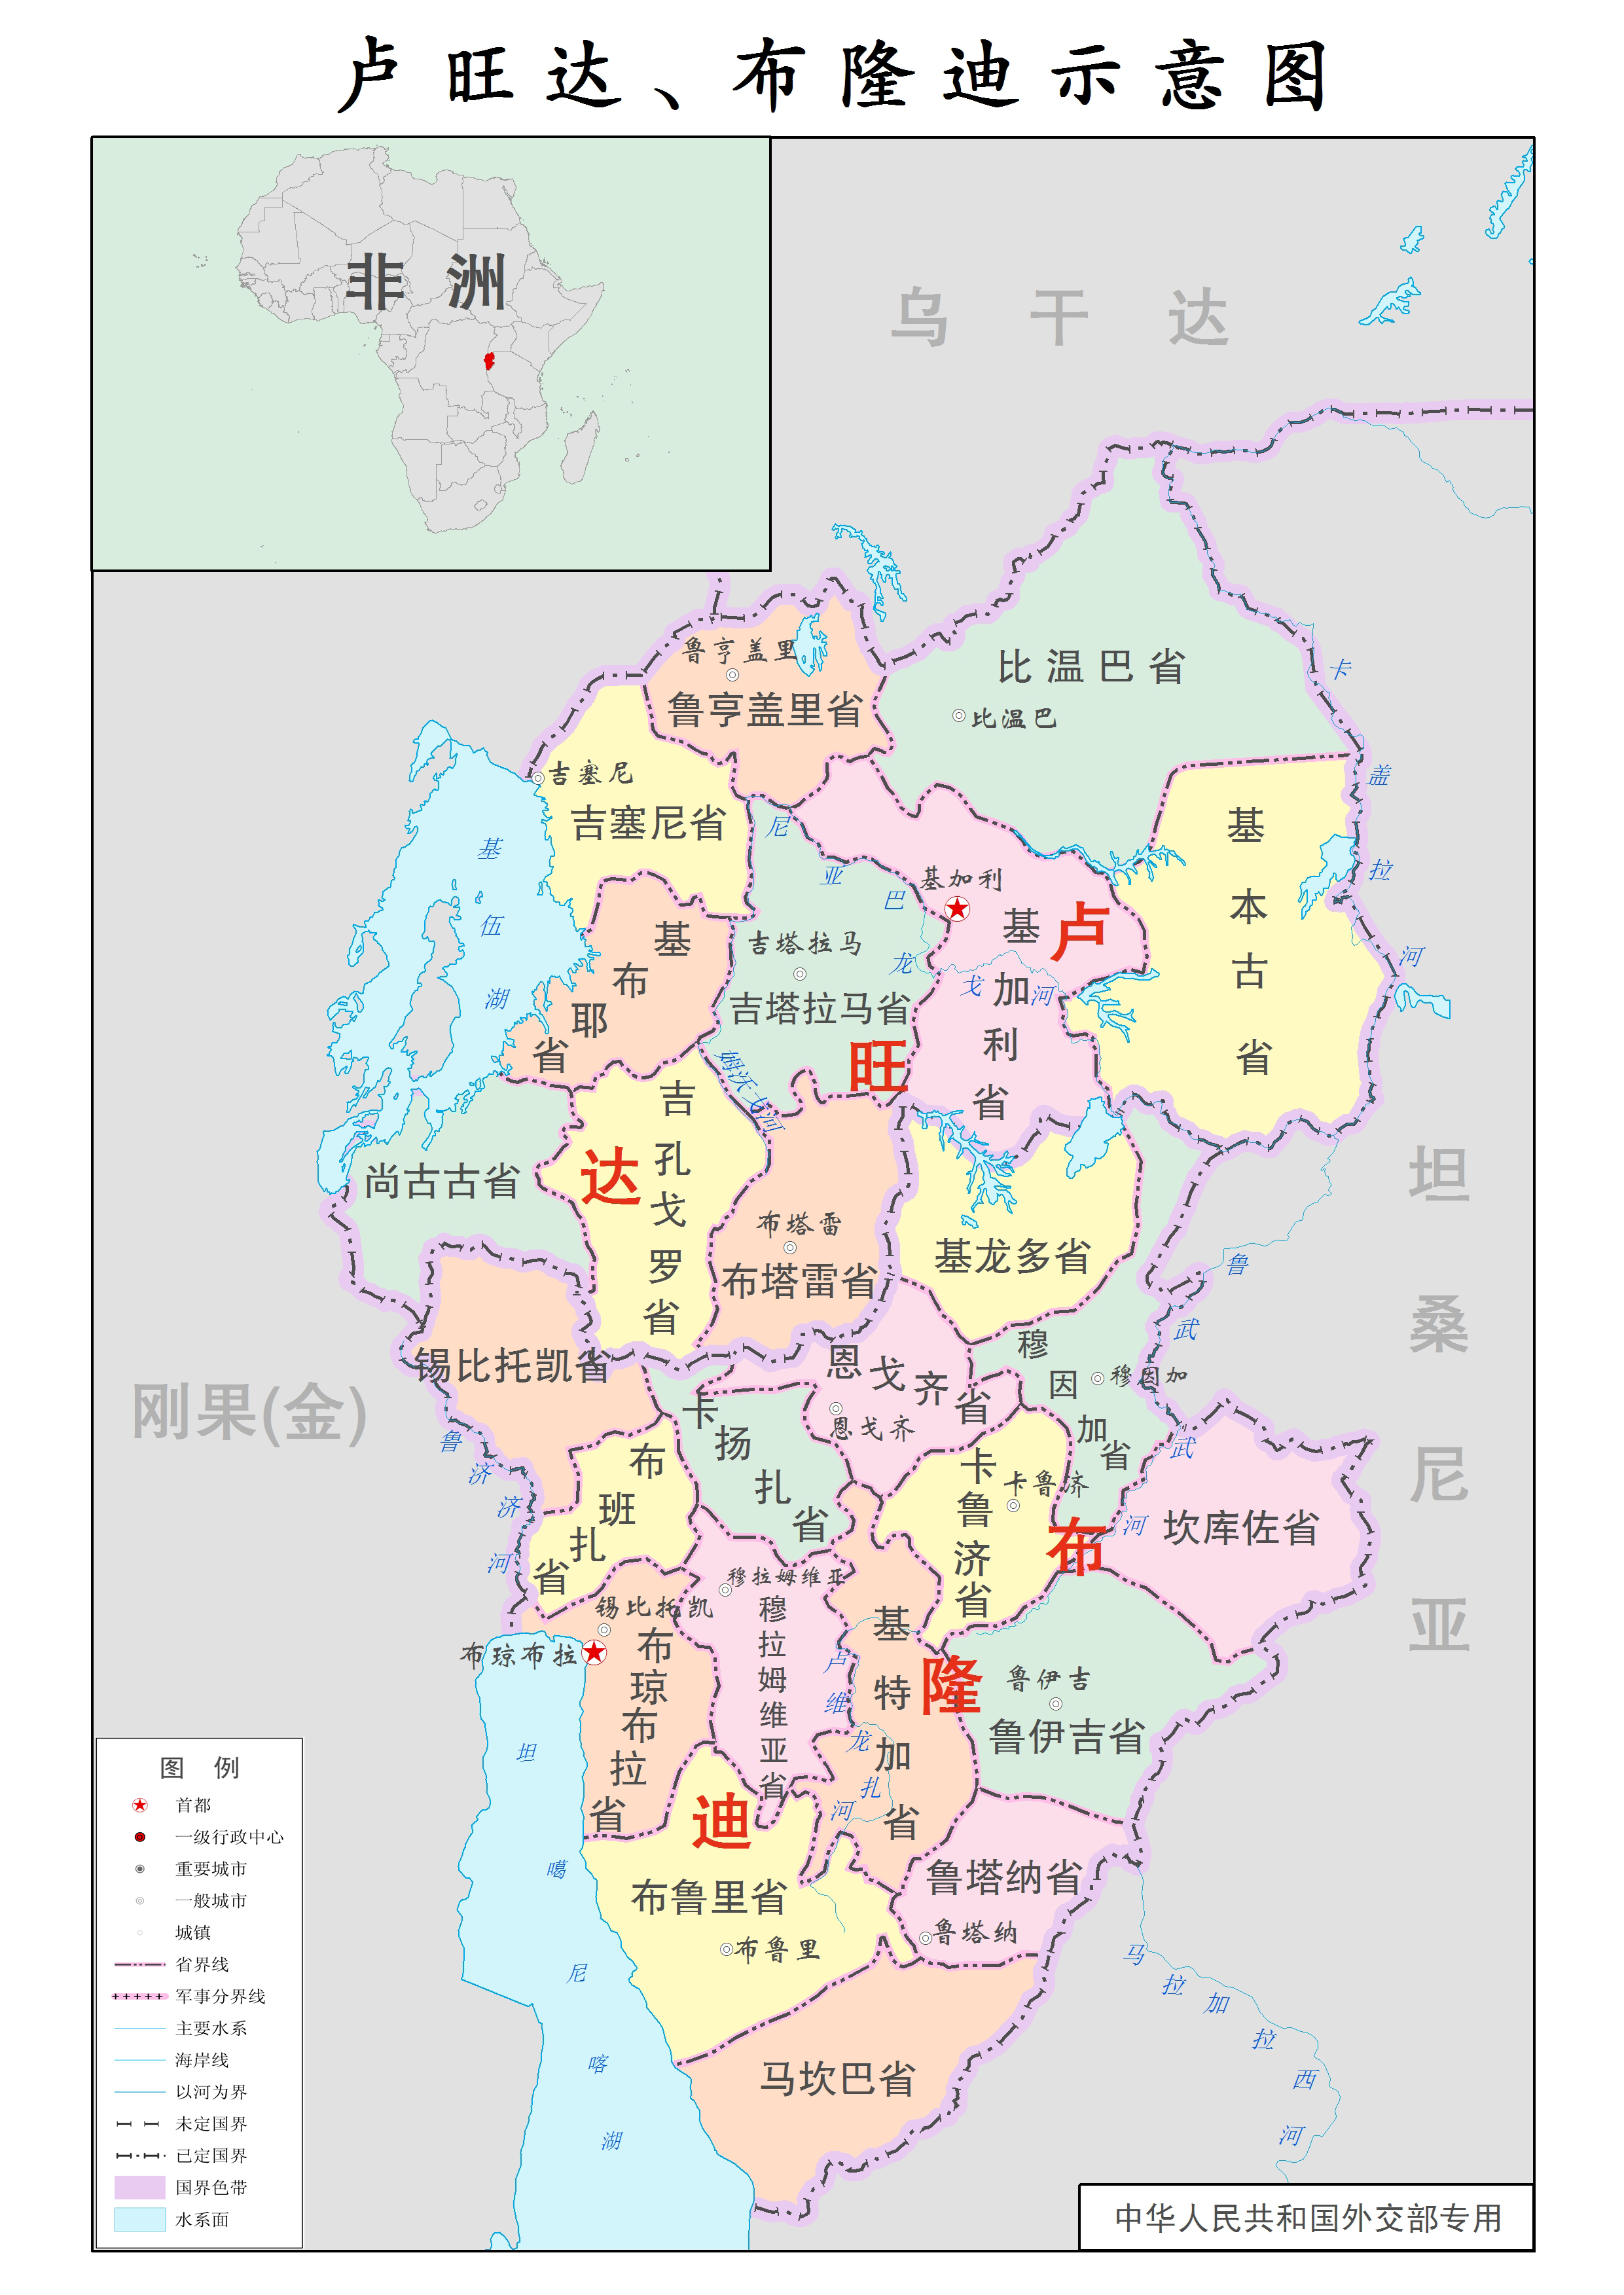 卢旺达、布隆迪示意图
非洲
乌干达
鲁亨盖里
鲁亨盖里省
比温巴省
比温巴
卡盖拉河
吉塞尼
吉塞尼省
基伍湖
尼亚巴龙戈河
基本古省
基加利
基加利省
卢旺达
基布耶省
吉塔拉马
吉塔拉马省
姆沃戈河
尚古古省
吉孔戈罗省
布塔雷
布塔雷省
基龙多省
坦桑尼亚
鲁武武河
刚果(金)
锡比托凯省
鲁济济河
恩戈齐省
恩戈齐
穆因加省
穆因加
卡扬扎省
布班扎省
卡鲁济省
卡鲁济
坎库佐省
布隆迪
穆拉姆维亚
穆拉姆维亚省
锡比托凯
布琼布拉
布琼布拉省
基特加省
卢维龙扎河
鲁伊吉
鲁伊吉省
坦噶尼喀湖
布鲁里省
布鲁里
鲁塔纳省
鲁塔纳
马坎巴省
马拉加拉西河
图例
首都
一级行政中心
重要城市
一般城市
城镇
省界线
军事分界线
主要水系
海岸线
以河为界
未定国界
已定国界
国界色带
水系面
中华人民共和国外交部专用